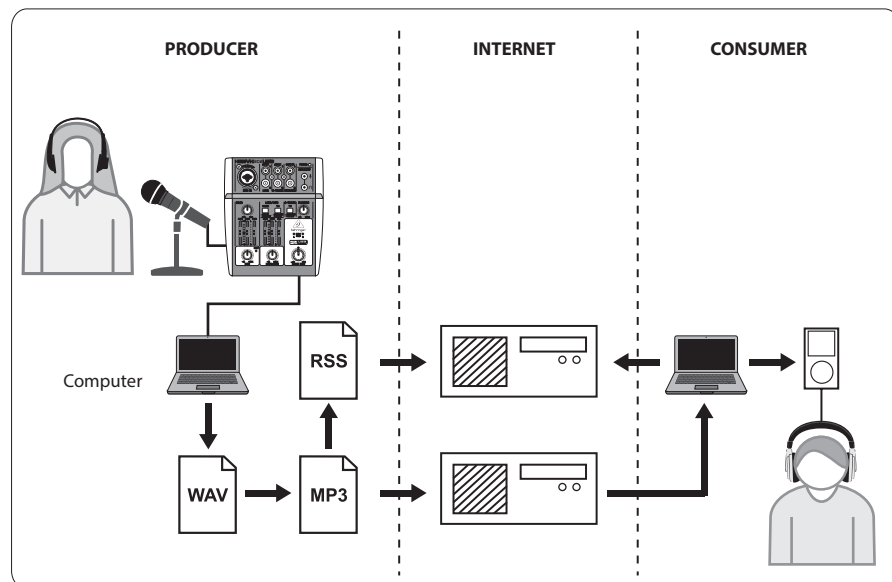 PRODUCER
INTERNET
CONSUMER
Computer
RSS
WAV
MP3